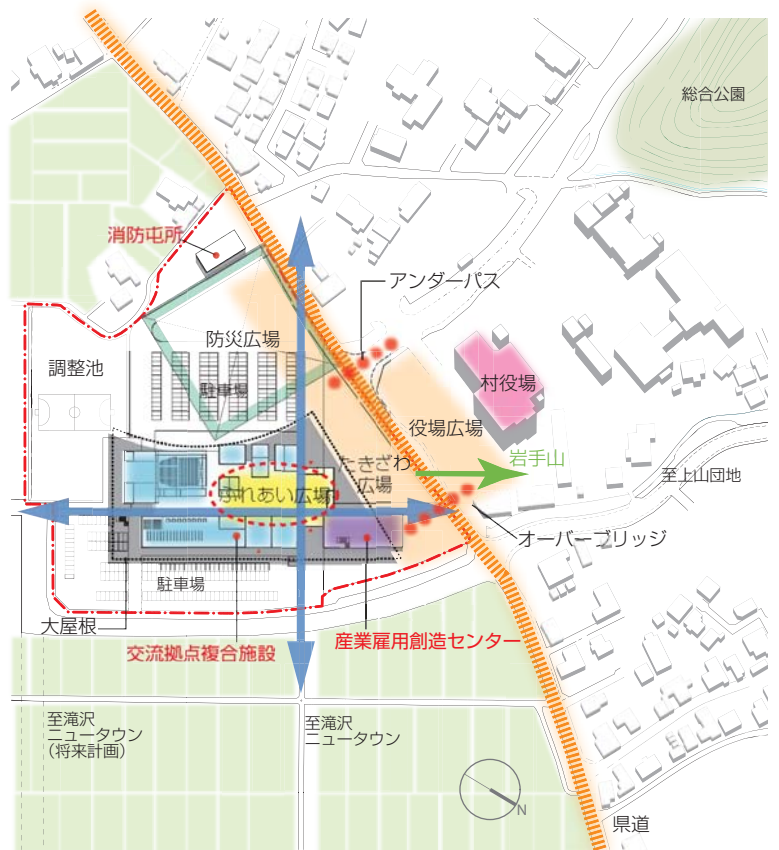 総合公園
消防屯所
アンダーパス
防災広場
調整池
駐車場
村役場
役場広場
たきざわ
広場
岩手山
至上山団地
ふれあい広場
オーバーブリッジ
駐車場
大屋根
交流拠点複合施設
産業雇用創造センター
至滝沢
ニュータウン
(将来計画)
至滝沢
ニュータウン
N
県道